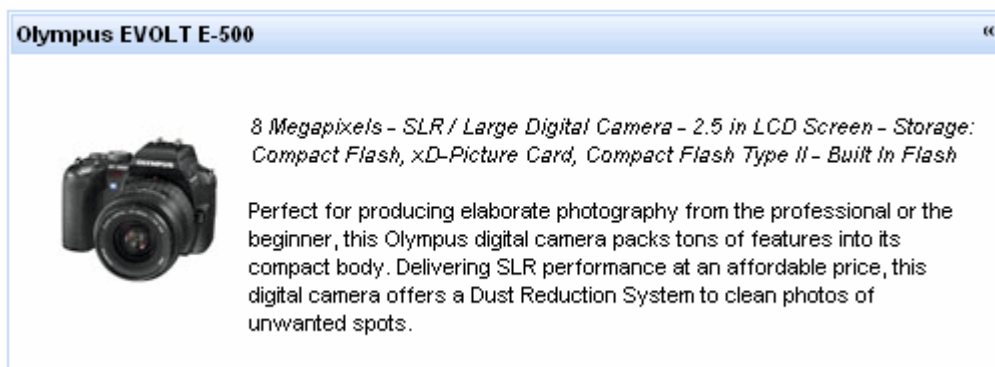 Olympus EVOLT E-500 «
8 Megapixels - SLR / Large Digital Camera - 2.5 in LCD Screen - Storage:
Compact Flash, xD-Picture Card, Compact Flash Type II - Built In Flash
OLYMPUS
Perfect for producing elaborate photography from the professional or the
beginner, this Olympus digital camera packs tons of features into its
compact body. Delivering SLR performance at an affordable price, this
digital camera offers a Dust Reduction System to clean photos of
unwanted spots.